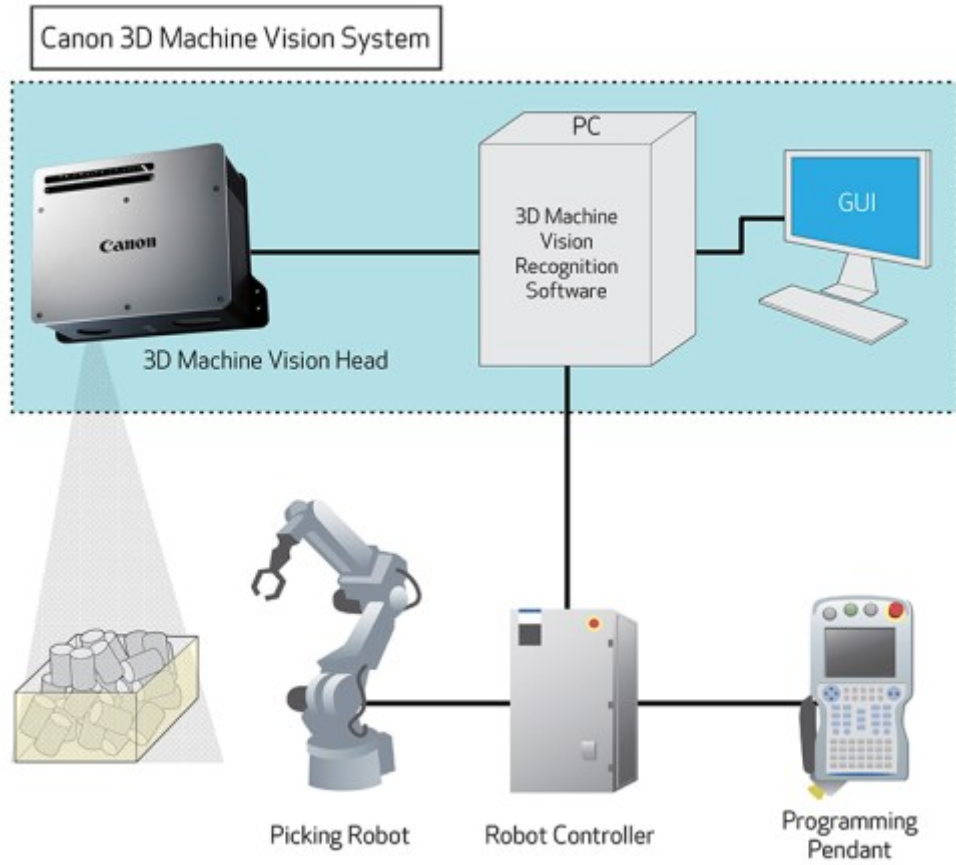 Canon 3D Machine Vision System
PC
3D Machine
Vision
Recognition
Software
GUI
Canon
3D Machine Vision Head
Picking Robot
Robot Controller
Programming
Pendant